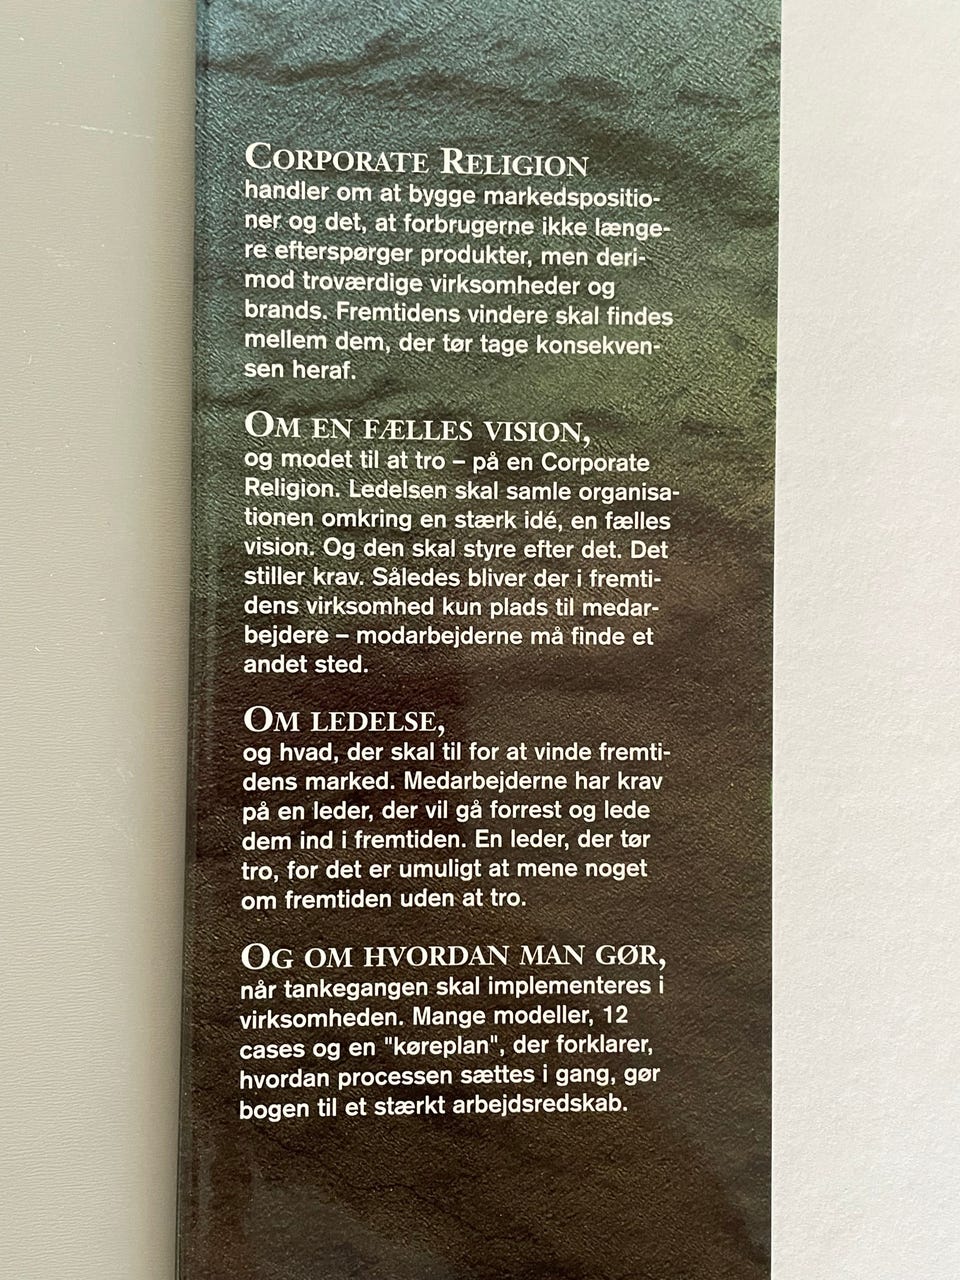 CORPORATE RELIGION
handler om at bygge markedspositio-
ner og det, at forbrugerne ikke længe-
re efterspørger produkter, men deri-
mod troværdige virksomheder og
brands. Fremtidens vindere skal findes
mellem dem, der tør tage konsekven-
sen heraf.
OM EN FÆLLES VISION,
og modet til at tro – på en Corporate
Religion. Ledelsen skal samle organisa-
tionen omkring en stærk idé, en fælles
vision. Og den skal styre efter det. Det
stiller krav. Således bliver der i fremti-
dens virksomhed kun plads til medar-
bejdere – modarbejderne må finde et
andet sted.
OM LEDELSE,
og hvad, der skal til for at vinde fremti-
dens marked. Medarbejderne har krav
på en leder, der vil gå forrest og lede
dem ind i fremtiden. En leder, der tør
tro, for det er umuligt at mene noget
om fremtiden uden at tro.
OG OM HVORDAN MAN GØR,
når tankegangen skal implementeres i
virksomheden. Mange modeller, 12
cases og en "køreplan", der forklarer,
hvordan processen sættes i gang, gør
bogen til et stærkt arbejdsredskab.